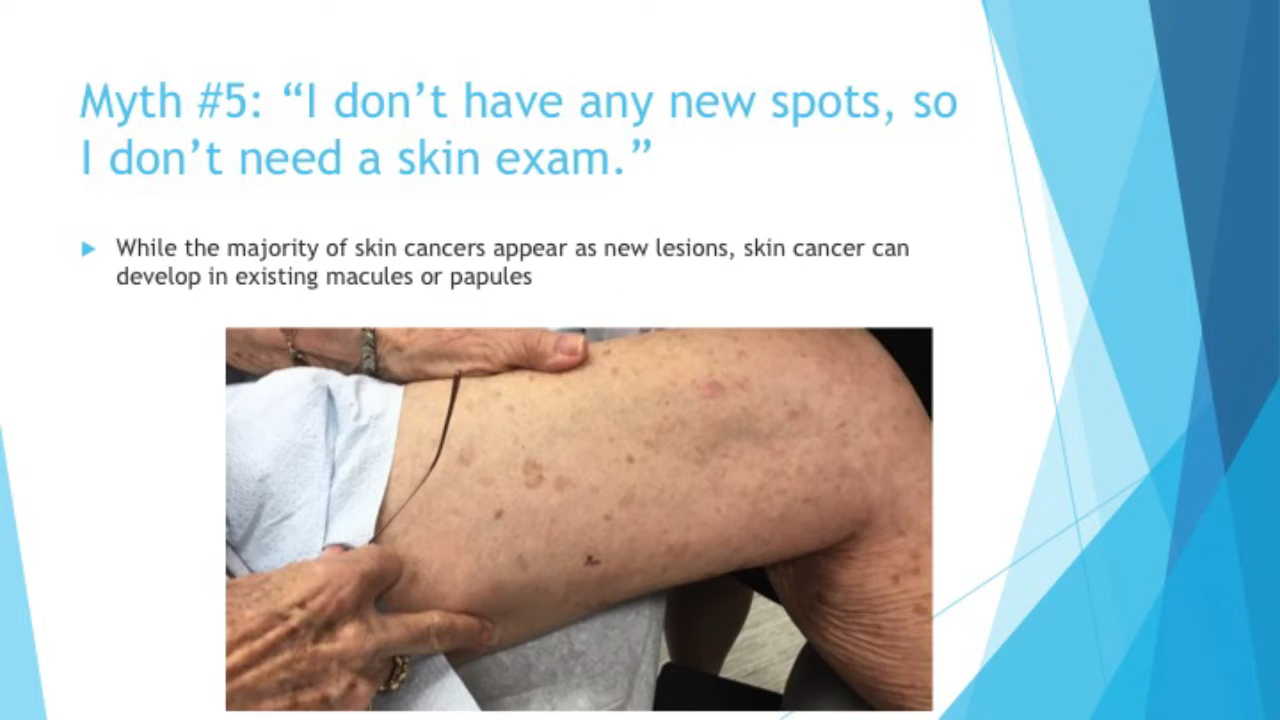 Myth #5: “I don’t have any new spots, so
I don’t need a skin exam.”
While the majority of skin cancers appear as new lesions, skin cancer can
develop in existing macules or papules